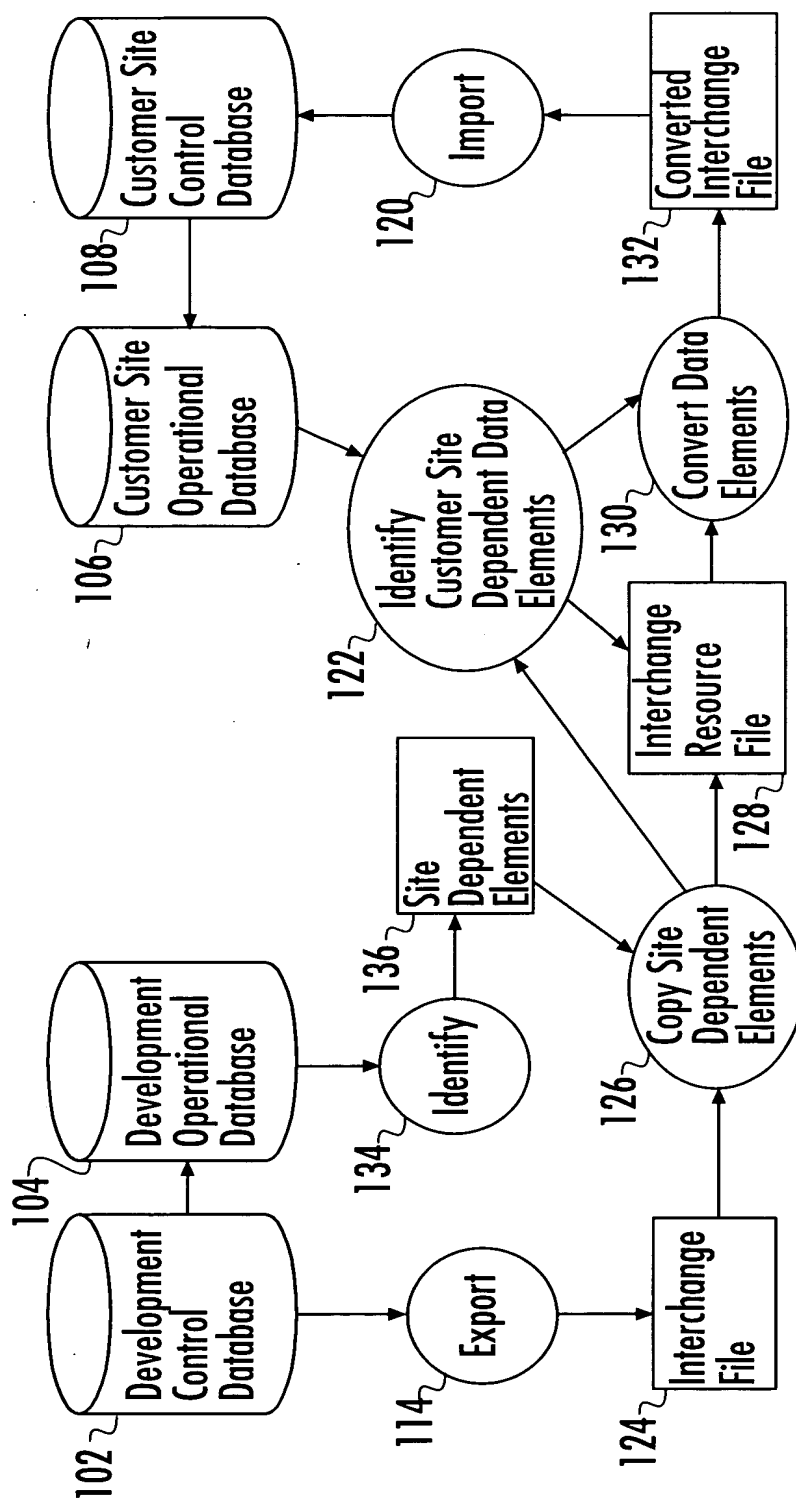 102
Development
Control
Database
104
Development
Operational
Database
106
Customer Site
Operational
Database
108
Customer Site
Control
Database
114
Export
134
Identify
136
Site
Dependent
Elements
122
Identify
Customer Site
Dependent Data
Elements
120
Import
124
Interchange
File
126
Copy Site
Dependent
Elements
128
Interchange
Resource
File
130
Convert Data
Elements
132
Converted
Interchange
File